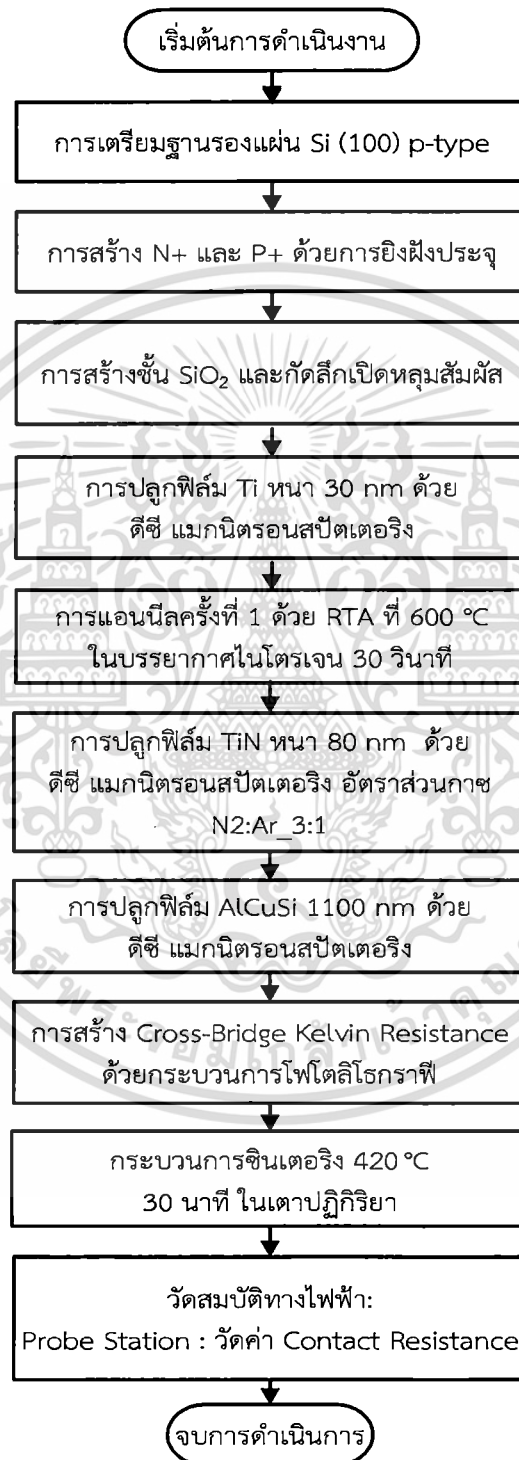 เริ่มต้นการดำเนินงาน
การเตรียมฐานรองแผ่น Si (100) p-type
การสร้าง N+ และ P+ ด้วยการยิงฝังประจุ
การสร้างชั้น SiO₂ และกัดลึกเปิดหลุมสัมผัส
การปลูกฟิล์ม Ti หนา 30 nm ด้วย
ดีซี แมกนิตรอนสปัตเตอริง
การแอนนีลครั้งที่ 1 ด้วย RTA ที่ 600 °C
ในบรรยากาศไนโตรเจน 30 วินาที
การปลูกฟิล์ม TiN หนา 80 nm ด้วย
ดีซี แมกนิตรอนสปัตเตอริง อัตราส่วนกาซ
N2:Ar_3:1
การปลูกฟิล์ม AlCuSi 1100 nm ด้วย
ดีซี แมกนิตรอนสปัตเตอริง
การสร้าง Cross-Bridge Kelvin Resistance
ด้วยกระบวนการโฟโตลิโธกราฟี
กระบวนการซินเตอริง 420 °C
30 นาที ในเตาปฏิกิริยา
วัดสมบัติทางไฟฟ้า:
Probe Station : วัดค่า Contact Resistance
จบการดำเนินการ